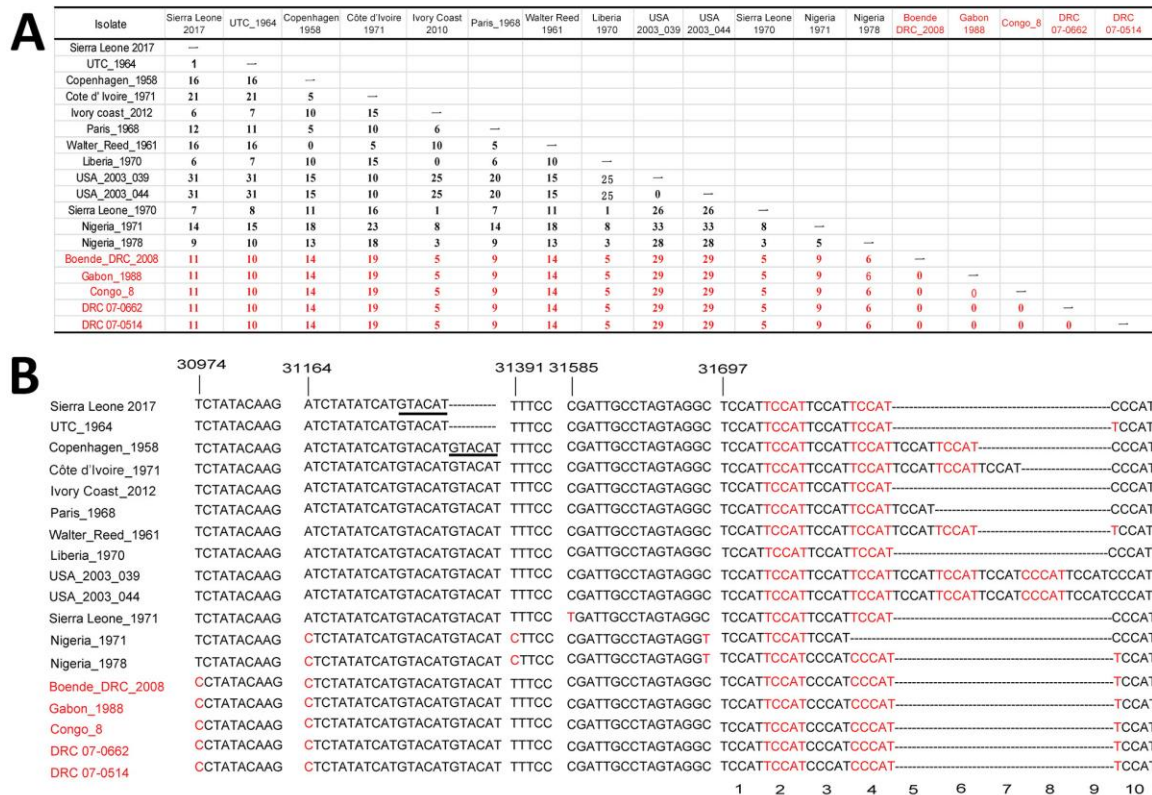 A
Isolate Sierra Leone 2017 UTC_1964 Copenhagen 1958 Côte d'Ivoire 1971 Ivory Coast 2010 Paris_1968 Walter Reed 1961 Liberia 1970 USA 2003_039 USA 2003_044 Sierra Leone 1970 Nigeria 1971 Nigeria 1978 Boende DRC_2008 Gabon 1988 Congo_8 DRC 07-0662 DRC 07-0514
Sierra Leone 2017 —
UTC_1964 1 —
Copenhagen_1958 16 16 —
Cote d' Ivoire_1971 21 21 5 —
Ivory coast_2012 6 7 10 15 —
Paris_1968 12 11 5 10 6 —
Walter_Reed_1961 16 16 0 5 10 5 —
Liberia_1970 6 7 10 15 0 6 10 —
USA_2003_039 31 31 15 10 25 20 15 25 —
USA_2003_044 31 31 15 10 25 20 15 25 0 —
Sierra Leone_1970 7 8 11 16 1 7 11 1 26 26 —
Nigeria_1971 14 15 18 23 8 14 18 8 33 33 8 —
Nigeria_1978 9 10 13 18 3 9 13 3 28 28 3 5 —
Boende_DRC_2008 11 10 14 19 5 9 14 5 29 29 5 9 6 —
Gabon_1988 11 10 14 19 5 9 14 5 29 29 5 9 6 0 —
Congo_8 11 10 14 19 5 9 14 5 29 29 5 9 6 0 0 —
DRC 07-0662 11 10 14 19 5 9 14 5 29 29 5 9 6 0 0 0 —
DRC 07-0514 11 10 14 19 5 9 14 5 29 29 5 9 6 0 0 0 0 —
B
30974 31164 31391 31585 31697
Sierra Leone 2017 TCTATACAAG ATCTATATCATGTACAT----------- TTTCC CGATTGCCTAGTAGGC TCCATTCCATTCCATTCCAT------------------------------CCCAT
UTC_1964 TCTATACAAG ATCTATATCATGTACAT----------- TTTCC CGATTGCCTAGTAGGC TCCATTCCATTCCATTCCAT------------------------------TCCAT
Copenhagen_1958 TCTATACAAG ATCTATATCATGTACATGTACAT TTTCC CGATTGCCTAGTAGGC TCCATTCCATTCCATTCCATTCCATTCCAT--------------------CCCAT
Côte d'Ivoire_1971 TCTATACAAG ATCTATATCATGTACATGTACAT TTTCC CGATTGCCTAGTAGGC TCCATTCCATTCCATTCCATTCCATTCCATTCCAT---------------CCCAT
Ivory Coast_2012 TCTATACAAG ATCTATATCATGTACATGTACAT TTTCC CGATTGCCTAGTAGGC TCCATTCCATTCCATTCCAT------------------------------CCCAT
Paris_1968 TCTATACAAG ATCTATATCATGTACATGTACAT TTTCC CGATTGCCTAGTAGGC TCCATTCCATTCCATTCCATTCCAT-------------------------CCCAT
Walter_Reed_1961 TCTATACAAG ATCTATATCATGTACATGTACAT TTTCC CGATTGCCTAGTAGGC TCCATTCCATTCCATTCCATTCCATTCCAT--------------------TCCAT
Liberia_1970 TCTATACAAG ATCTATATCATGTACATGTACAT TTTCC CGATTGCCTAGTAGGC TCCATTCCATTCCATTCCAT------------------------------CCCAT
USA_2003_039 TCTATACAAG ATCTATATCATGTACATGTACAT TTTCC CGATTGCCTAGTAGGC TCCATTCCATTCCATTCCATTCCATTCCATTCCATCCCATTCCATCCCAT
USA_2003_044 TCTATACAAG ATCTATATCATGTACATGTACAT TTTCC CGATTGCCTAGTAGGC TCCATTCCATTCCATTCCATTCCATTCCATTCCATCCCATTCCATCCCAT
Sierra Leone_1971 TCTATACAAG ATCTATATCATGTACATGTACAT TTTCC TGATTGCCTAGTAGGC TCCATTCCATTCCATTCCAT------------------------------CCCAT
Nigeria_1971 TCTATACAAG CTCTATATCATGTACATGTACAT CTTCC CGATTGCCTAGTAGGT TCCATTCCATTCCAT-----------------------------------CCCAT
Nigeria_1978 TCTATACAAG CTCTATATCATGTACATGTACAT CTTCC CGATTGCCTAGTAGGT TCCATTCCATCCCATCCCAT------------------------------TCCAT
Boende_DRC_2008 CCTATACAAG CTCTATATCATGTACATGTACAT TTTCC CGATTGCCTAGTAGGC TCCATTCCATCCCATCCCAT------------------------------TCCAT
Gabon_1988 CCTATACAAG CTCTATATCATGTACATGTACAT TTTCC CGATTGCCTAGTAGGC TCCATTCCATCCCATCCCAT------------------------------TCCAT
Congo_8 CCTATACAAG CTCTATATCATGTACATGTACAT TTTCC CGATTGCCTAGTAGGC TCCATTCCATCCCATCCCAT------------------------------TCCAT
DRC 07-0662 CCTATACAAG CTCTATATCATGTACATGTACAT TTTCC CGATTGCCTAGTAGGC TCCATTCCATCCCATCCCAT------------------------------TCCAT
DRC 07-0514 CCTATACAAG CTCTATATCATGTACATGTACAT TTTCC CGATTGCCTAGTAGGC TCCATTCCATCCCATCCCAT------------------------------TCCAT
1 2 3 4 5 6 7 8 9 10